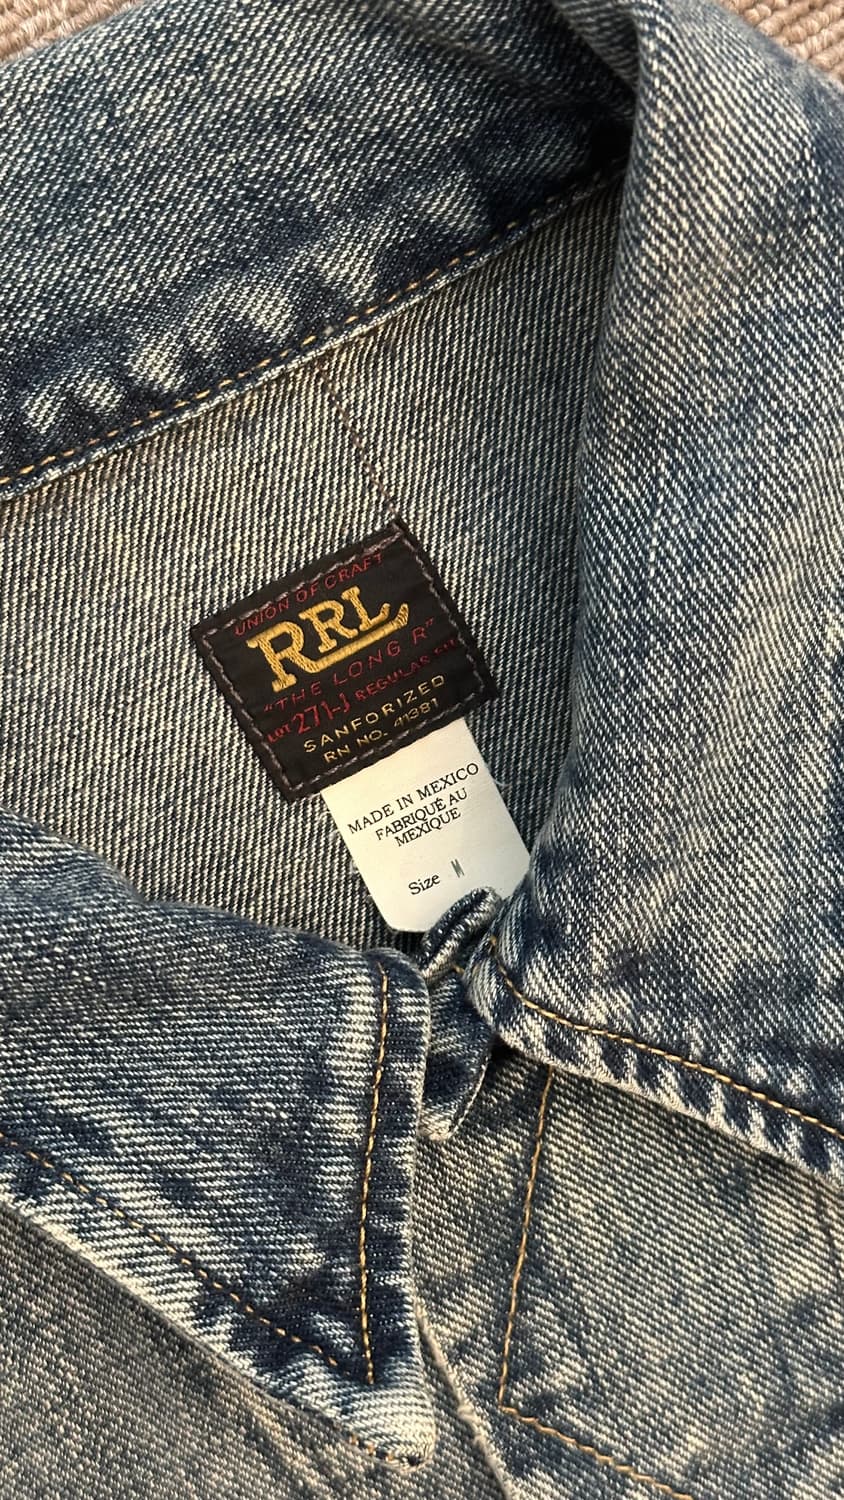 UNION OF CRAFT
RRL
"THE LONG R"
LOT 271-J REGULAR
SANFORIZED
RN NO. 41381
MADE IN MEXICO
FABRIQUÉ AU
MEXIQUE
Size M